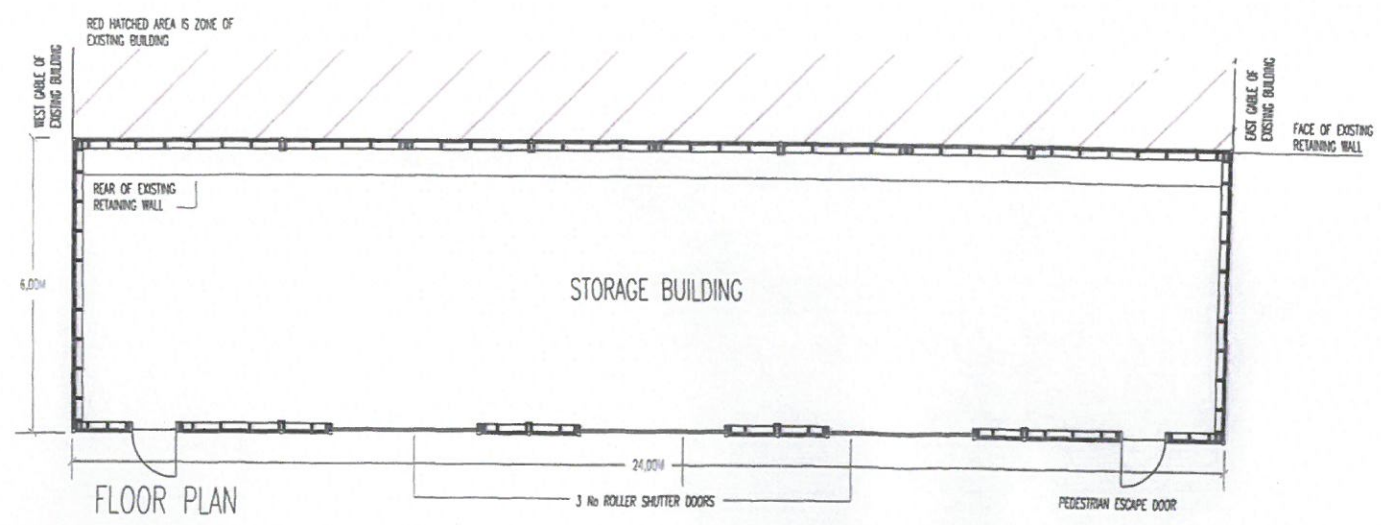 RED HATCHED AREA IS ZONE OF
EXISTING BUILDING
WEST GABLE OF
EXISTING BUILDING
EAST GABLE OF
EXISTING BUILDING
FACE OF EXISTING
RETAINING WALL
REAR OF EXISTING
RETAINING WALL
6,00M
STORAGE BUILDING
24,00M
FLOOR PLAN
3 No ROLLER SHUTTER DOORS
PEDESTRIAN ESCAPE DOOR